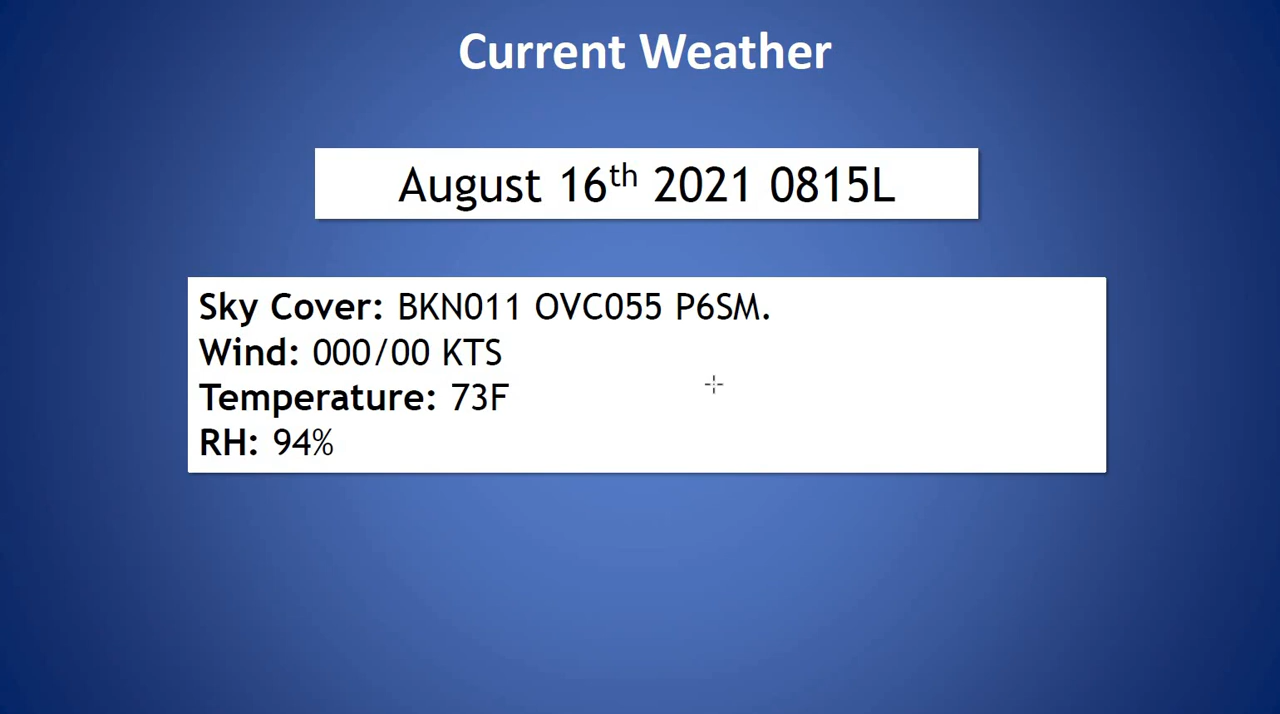 Current Weather
August 16th 2021 0815L
Sky Cover: BKN011 OVC055 P6SM.
Wind: 000/00 KTS
Temperature: 73F
RH: 94%